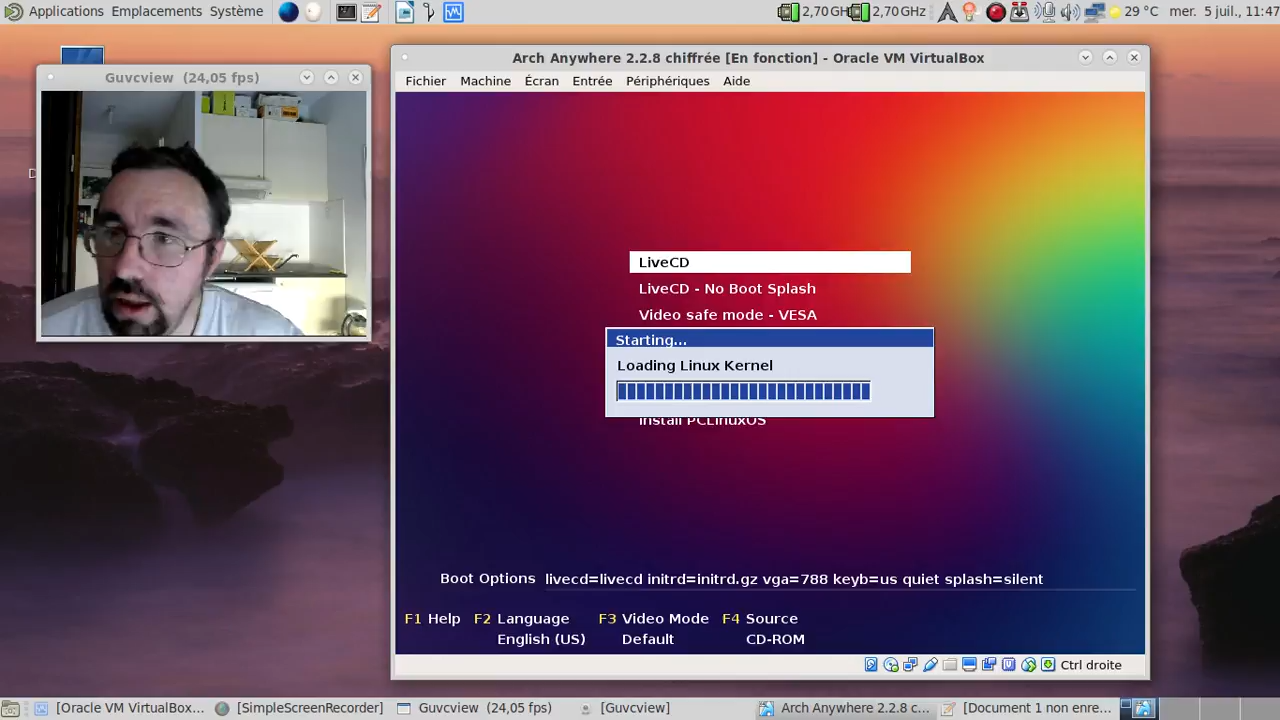 Applications Emplacements Système 2,70 GH 2,70 GHz 29 °C mer. 5 juil., 11:47
Guvcview (24,05 fps)
Arch Anywhere 2.2.8 chiffrée [En fonction] - Oracle VM VirtualBox
Fichier Machine Écran Entrée Périphériques Aide
LiveCD
LiveCD - No Boot Splash
Video safe mode - VESA
Starting...
Loading Linux Kernel
Install PCLinuxOS
Boot Options livecd=livecd initrd=initrd.gz vga=788 keyb=us quiet splash=silent
F1 Help F2 Language F3 Video Mode F4 Source
English (US) Default CD-ROM
Ctrl droite
[Oracle VM VirtualBox... [SimpleScreenRecorder] Guvcview (24,05 fps) [Guvcview] Arch Anywhere 2.2.8 c... [Document 1 non enre...